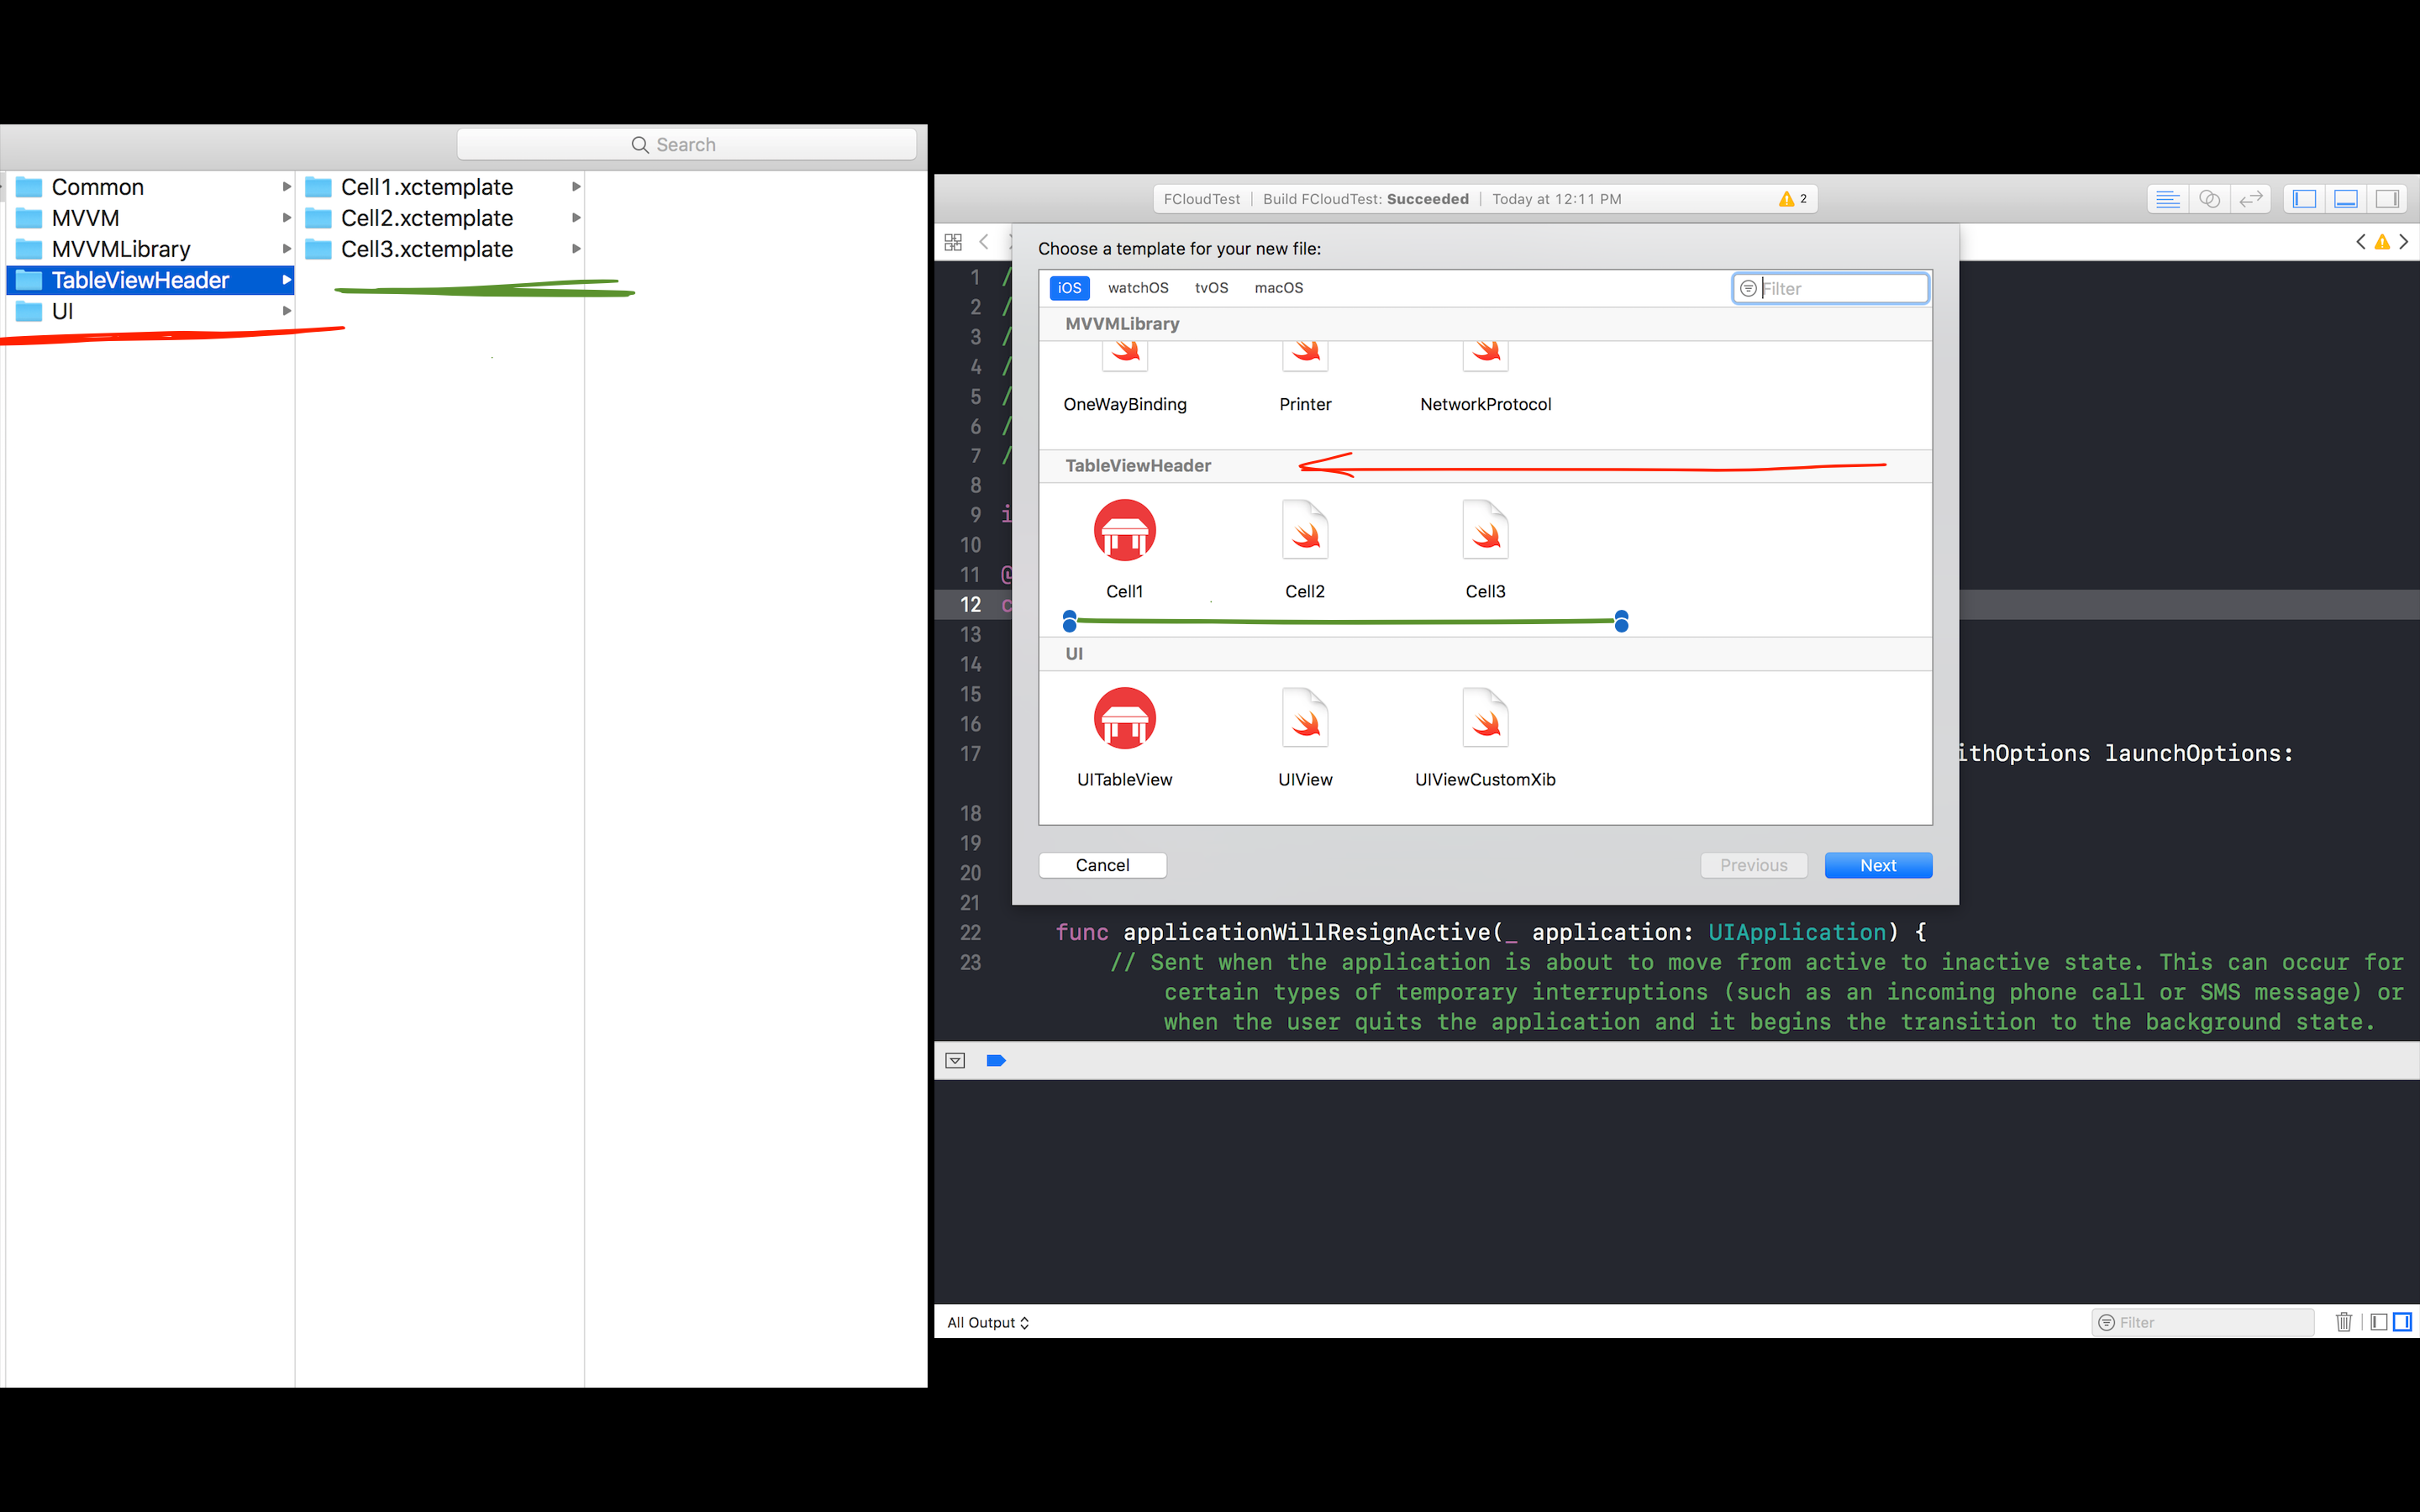 Search
Common
MVVM
MVVMLibrary
TableViewHeader
UI
Cell1.xctemplate
Cell2.xctemplate
Cell3.xctemplate
FCloudTest | Build FCloudTest: Succeeded | Today at 12:11 PM
2
Choose a template for your new file:
iOS watchOS tvOS macOS
Filter
MVVMLibrary
OneWayBinding Printer NetworkProtocol
TableViewHeader
Cell1 Cell2 Cell3
UI
UITableView UIView UIViewCustomXib
Cancel Previous Next
1 /
2 /
3 /
4 /
5 /
6 /
7 /
8
9 i
10
11 @
12 c
13
14
15
16
17 ithOptions launchOptions:
18
19
20
21
22 func applicationWillResignActive(_ application: UIApplication) {
23 // Sent when the application is about to move from active to inactive state. This can occur for
certain types of temporary interruptions (such as an incoming phone call or SMS message) or
when the user quits the application and it begins the transition to the background state.
All Output
Filter